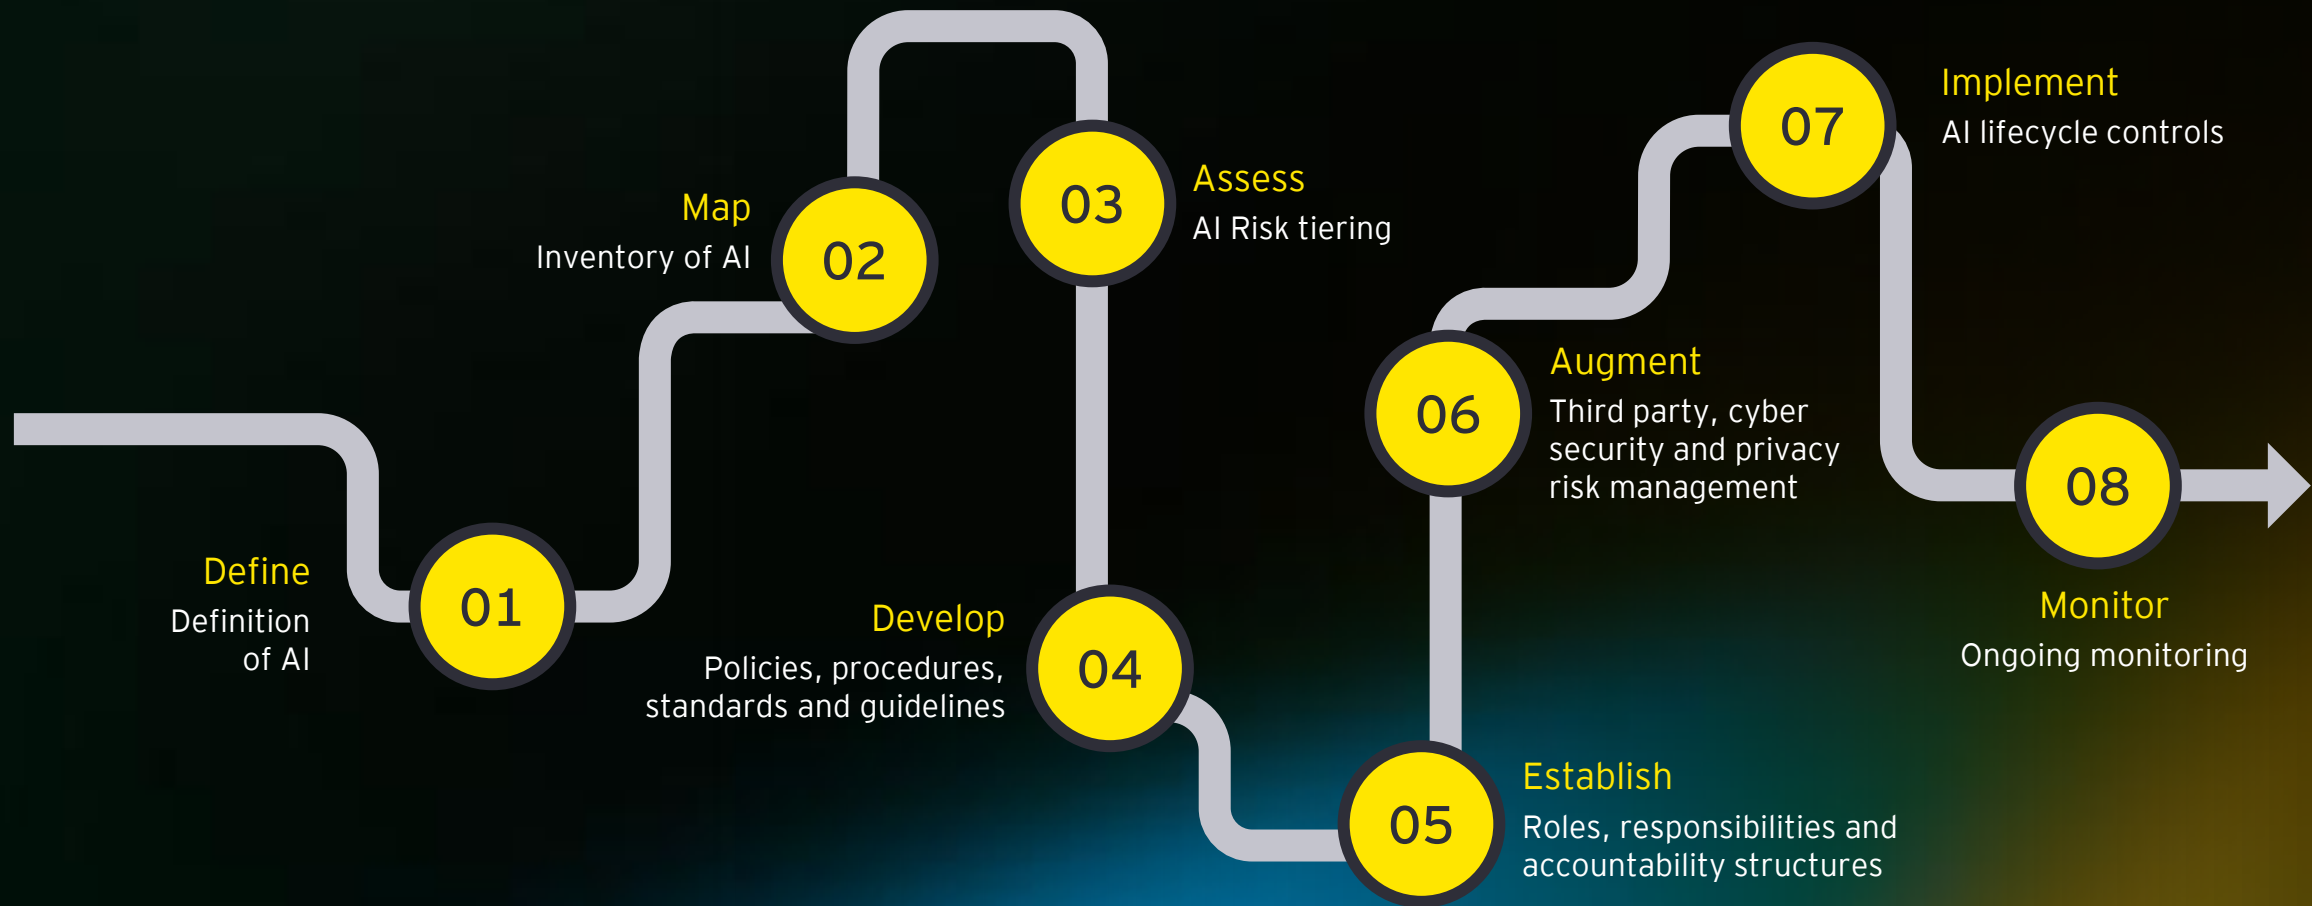 01
Define
Definition
of AI
02
Map
Inventory of AI
03
Assess
AI Risk tiering
04
Develop
Policies, procedures,
standards and guidelines
05
Establish
Roles, responsibilities and
accountability structures
06
Augment
Third party, cyber
security and privacy
risk management
07
Implement
AI lifecycle controls
08
Monitor
Ongoing monitoring